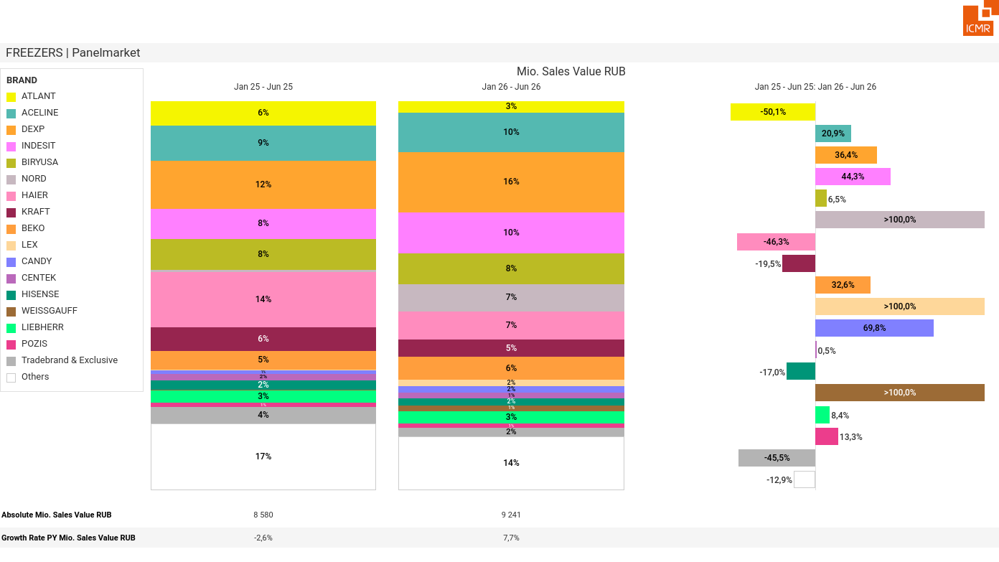 ICMR
FREEZERS | Panelmarket
Mio. Sales Value RUB
BRAND
ATLANT
ACELINE
DEXP
INDESIT
BIRYUSA
NORD
HAIER
KRAFT
BEKO
LEX
CANDY
CENTEK
HISENSE
WEISSGAUFF
LIEBHERR
POZIS
Tradebrand & Exclusive
Others
Jan 25 - Jun 25
6%
9%
12%
8%
8%
14%
6%
5%
1%
2%
2%
3%
1%
4%
17%
Jan 26 - Jun 26
3%
10%
16%
10%
8%
7%
7%
5%
6%
2%
2%
1%
2%
1%
3%
1%
2%
14%
Jan 25 - Jun 25: Jan 26 - Jun 26
-50,1%
20,9%
36,4%
44,3%
6,5%
>100,0%
-46,3%
-19,5%
32,6%
>100,0%
69,8%
0,5%
-17,0%
>100,0%
8,4%
13,3%
-45,5%
-12,9%
Absolute Mio. Sales Value RUB 8 580 9 241
Growth Rate PY Mio. Sales Value RUB -2,6% 7,7%